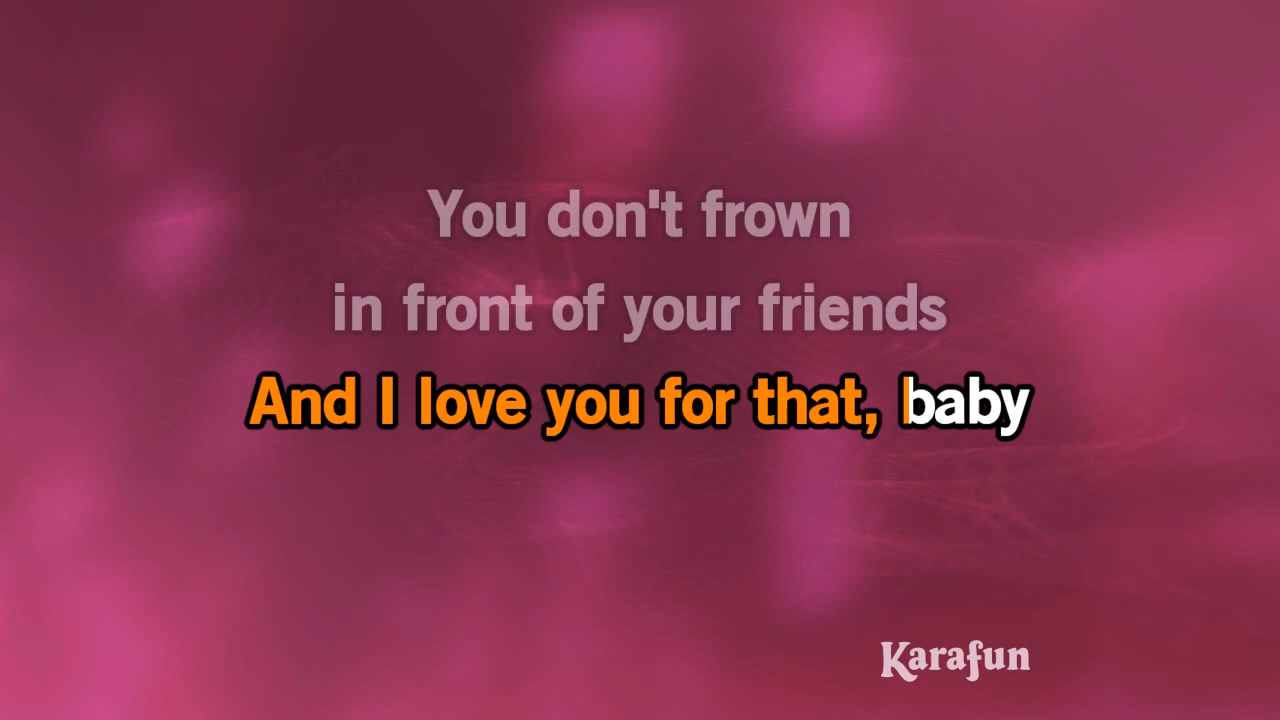 You don't frown
in front of your friends
And I love you for that, baby
Karafun